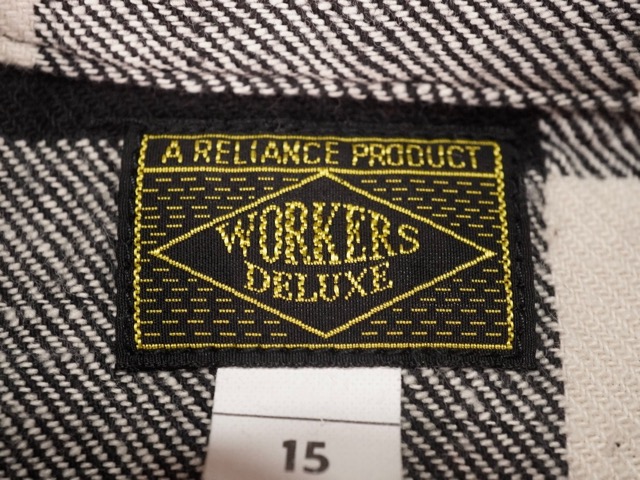 A RELIANCE PRODUCT
WORKERS
DELUXE
15